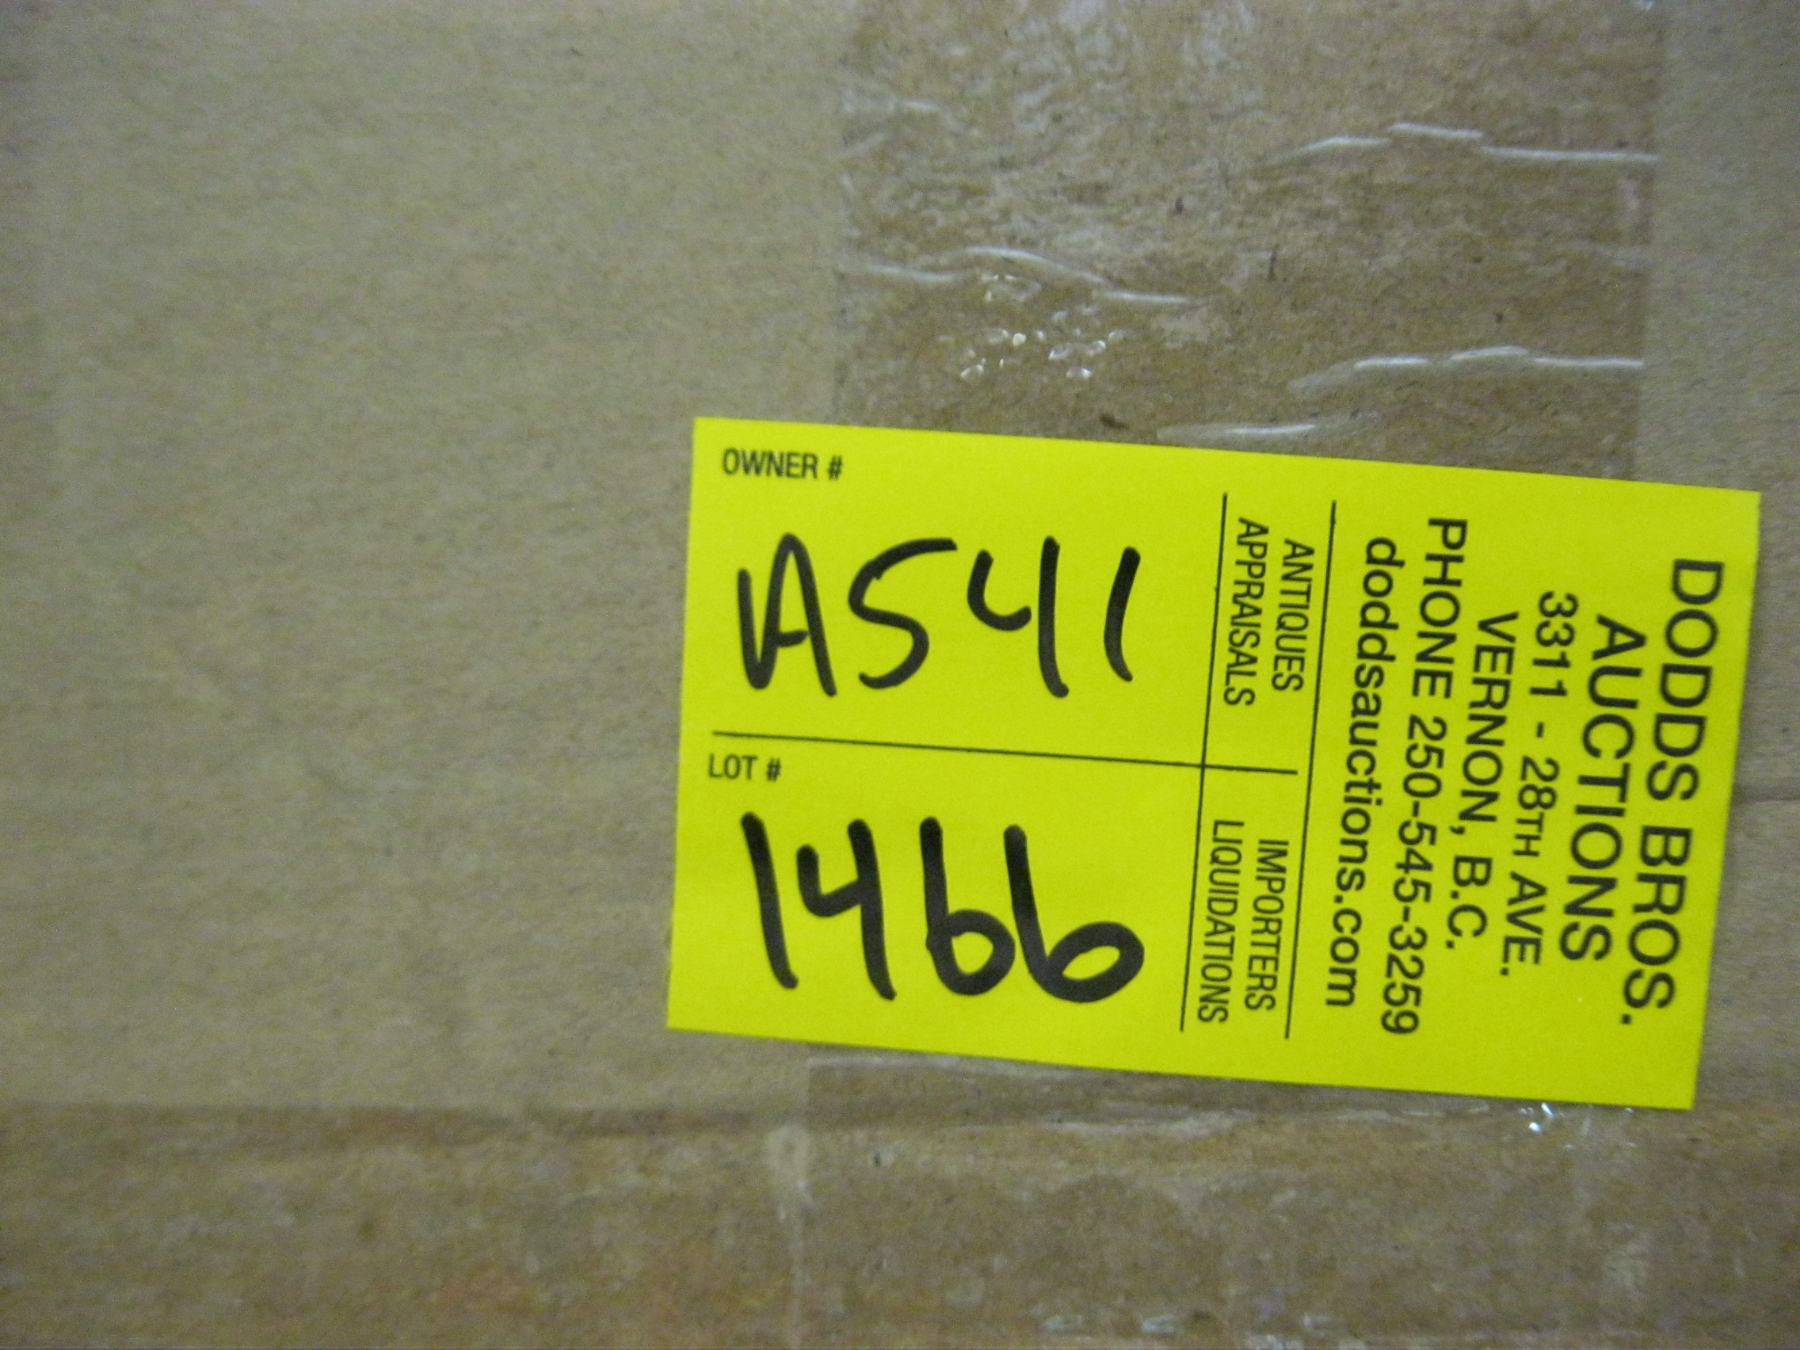 DODDS BROS.
AUCTIONS
3311 - 28TH AVE.
VERNON, B.C.
PHONE 250-545-3259
doddsauctions.com
ANTIQUES
APPRAISALS
IMPORTERS
LIQUIDATIONS
OWNER #
A541
LOT #
1466